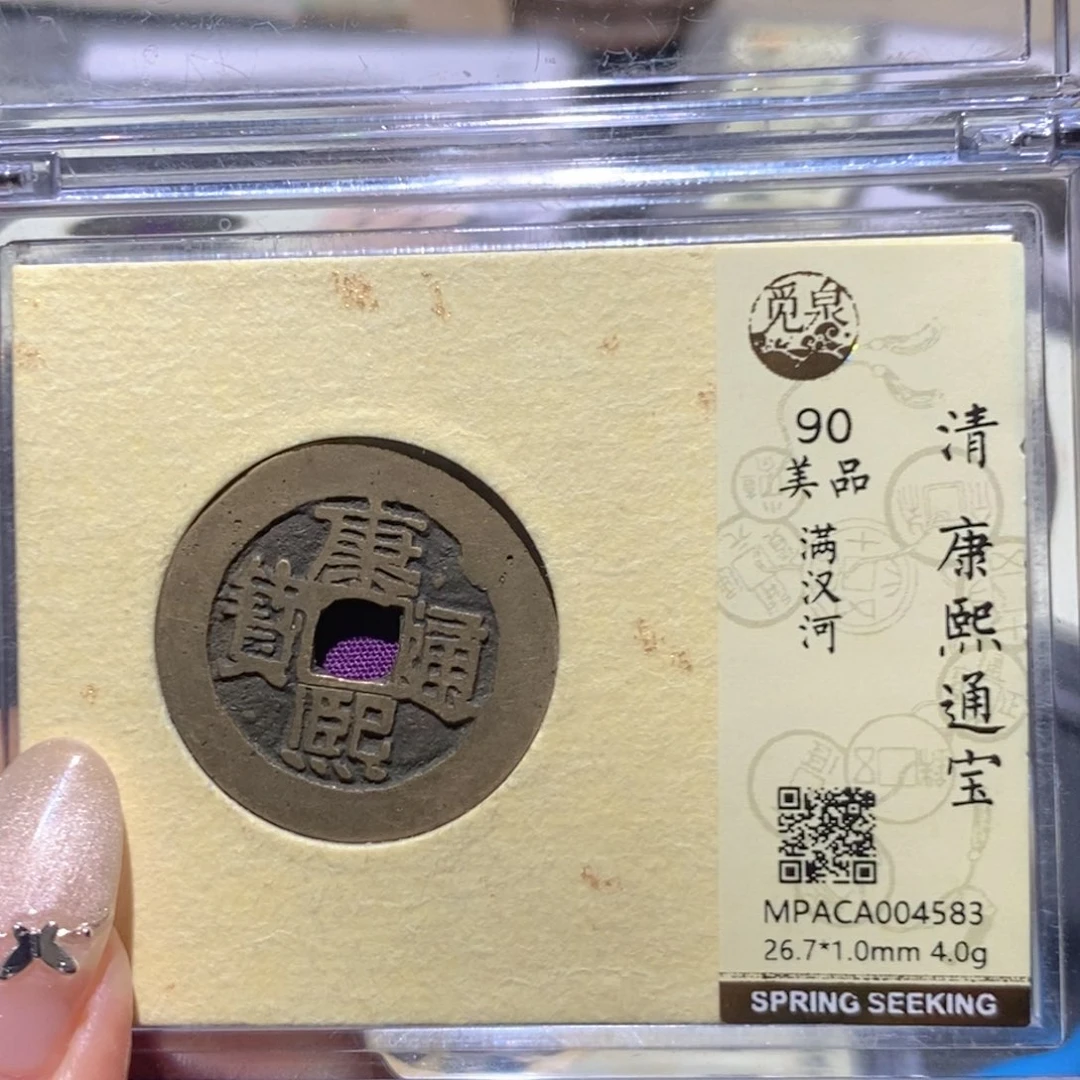 康熙通寶
觅泉
90
美品
满汉河
清 康熙通宝
MPACA004583
26.7*1.0mm 4.0g
SPRING SEEKING